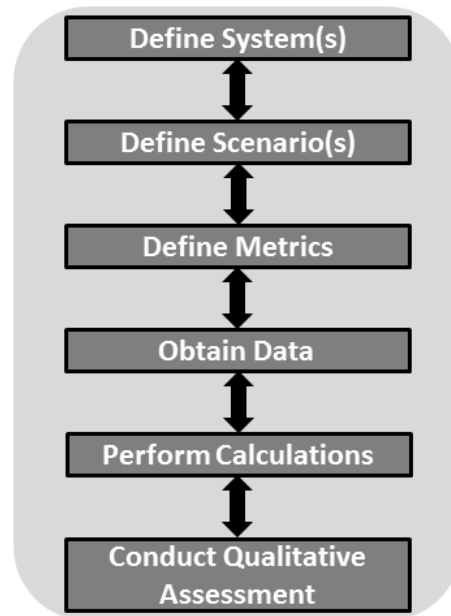 Define System(s)
Define Scenario(s)
Define Metrics
Obtain Data
Perform Calculations
Conduct Qualitative
Assessment